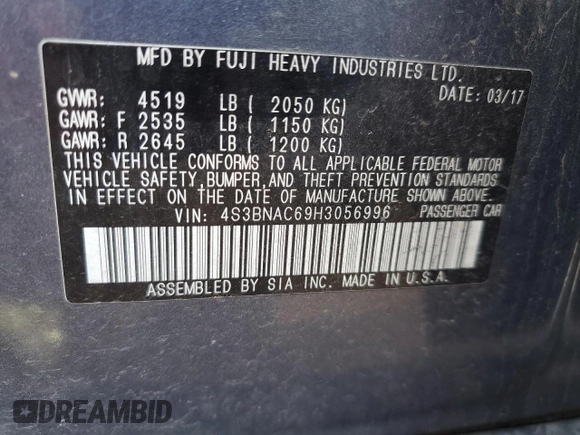 MFD BY FUJI HEAVY INDUSTRIES LTD.
DATE: 03/17
GVWR: 4519 LB ( 2050 KG)
GAWR: F 2535 LB ( 1150 KG)
GAWR: R 2645 LB ( 1200 KG)
THIS VEHICLE CONFORMS TO ALL APPLICABLE FEDERAL MOTOR
VEHICLE SAFETY,BUMPER,AND THEFT PREVENTION STANDARDS
IN EFFECT ON THE DATE OF MANUFACTURE SHOWN ABOVE.
VIN: 4S3BNAC69H3056996 PASSENGER CAR
ASSEMBLED BY SIA INC. MADE IN U.S.A.
DREAMBID